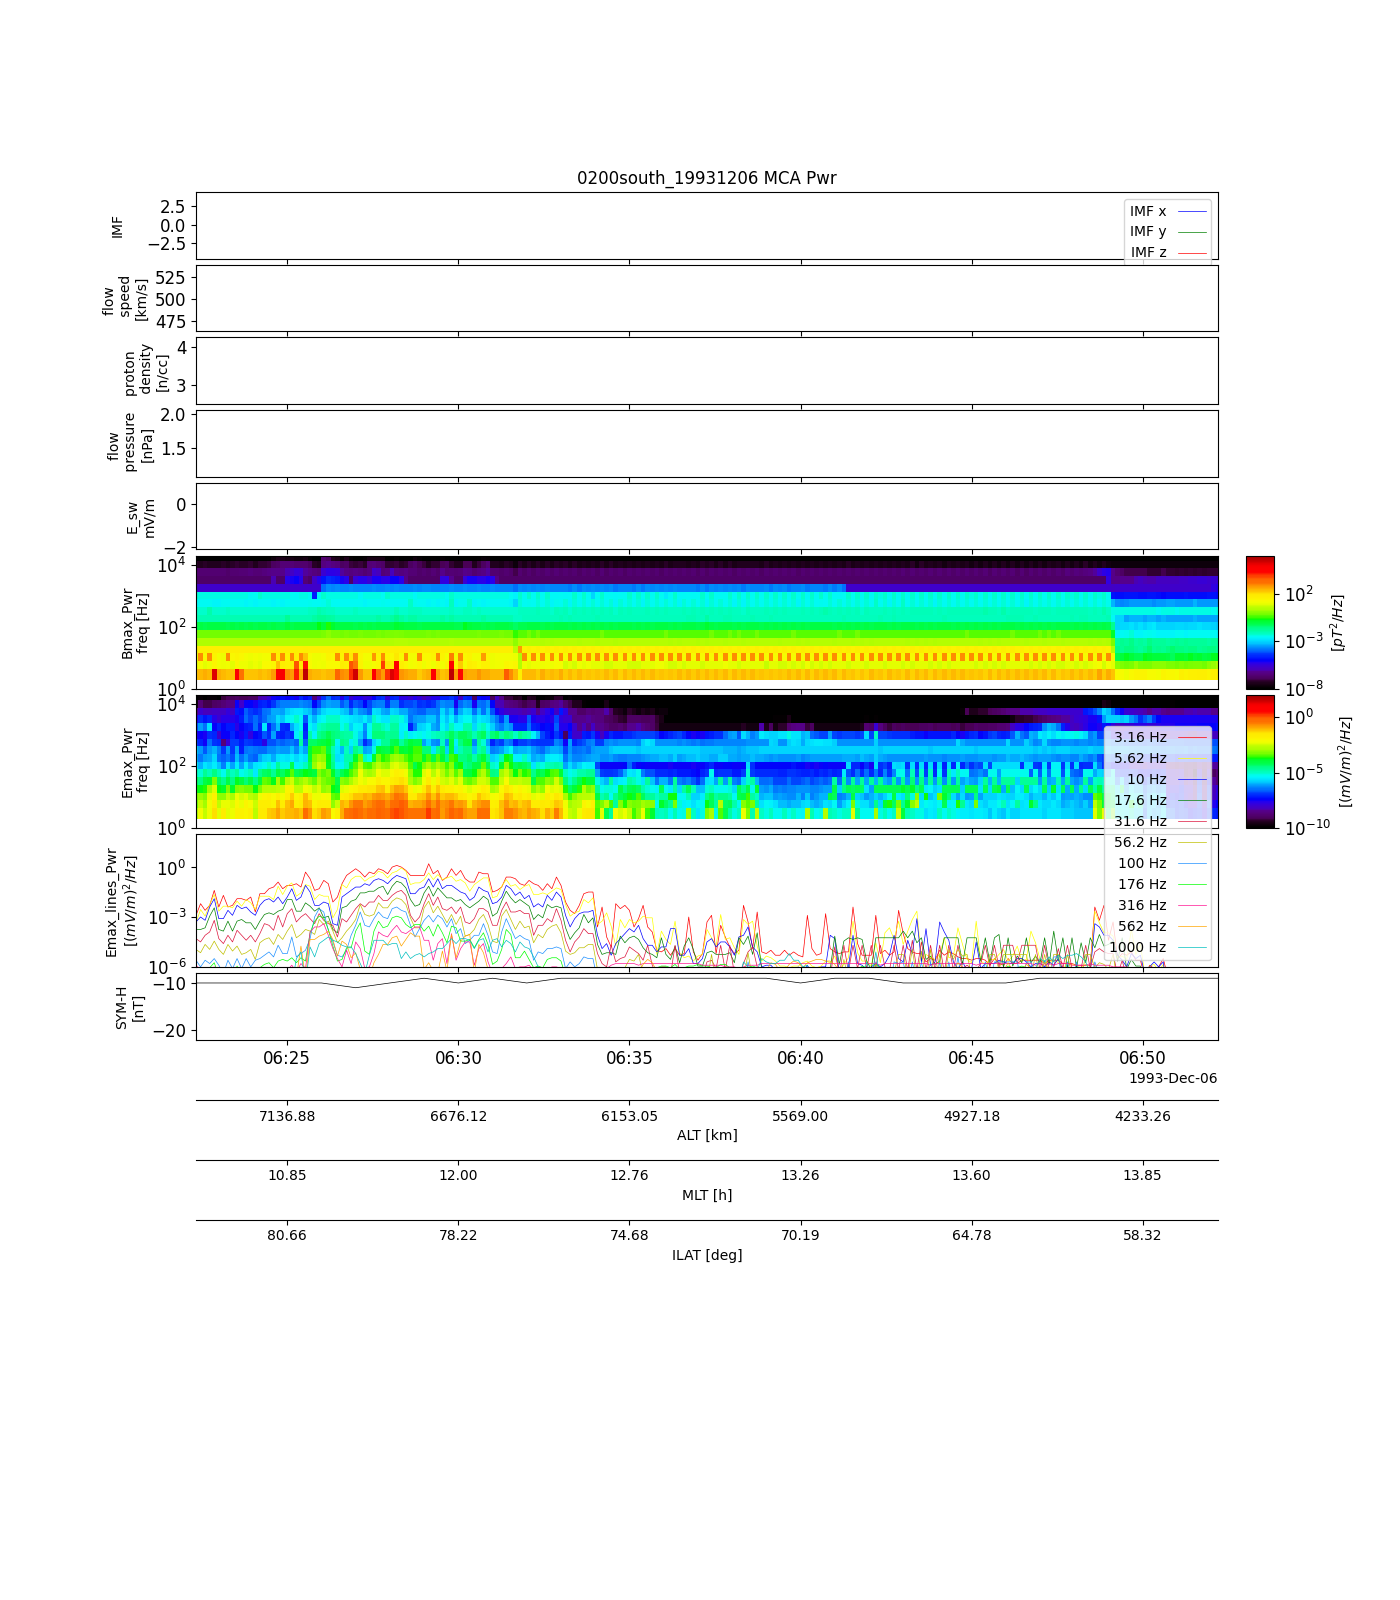 0200south_19931206 MCA Pwr
IMF
2.5
0.0
−2.5
IMF x
IMF y
IMF z
flow
speed
[km/s]
525
500
475
proton
density
[n/cc]
4
3
flow
pressure
[nPa]
2.0
1.5
E_sw
mV/m
0
−2
Bmax_Pwr
freq [Hz]
10^4
10^2
10^0
10^2
10^−3
10^−8
[pT^2/Hz]
Emax_Pwr
freq [Hz]
10^4
10^2
10^0
10^0
10^−5
10^−10
[(mV/m)^2/Hz]
3.16 Hz
5.62 Hz
10 Hz
17.6 Hz
31.6 Hz
56.2 Hz
100 Hz
176 Hz
316 Hz
562 Hz
1000 Hz
Emax_lines_Pwr
[(mV/m)^2/Hz]
10^0
10^−3
10^−6
SYM-H
[nT]
−10
−20
06:25 06:30 06:35 06:40 06:45 06:50
1993-Dec-06
7136.88 6676.12 6153.05 5569.00 4927.18 4233.26
ALT [km]
10.85 12.00 12.76 13.26 13.60 13.85
MLT [h]
80.66 78.22 74.68 70.19 64.78 58.32
ILAT [deg]